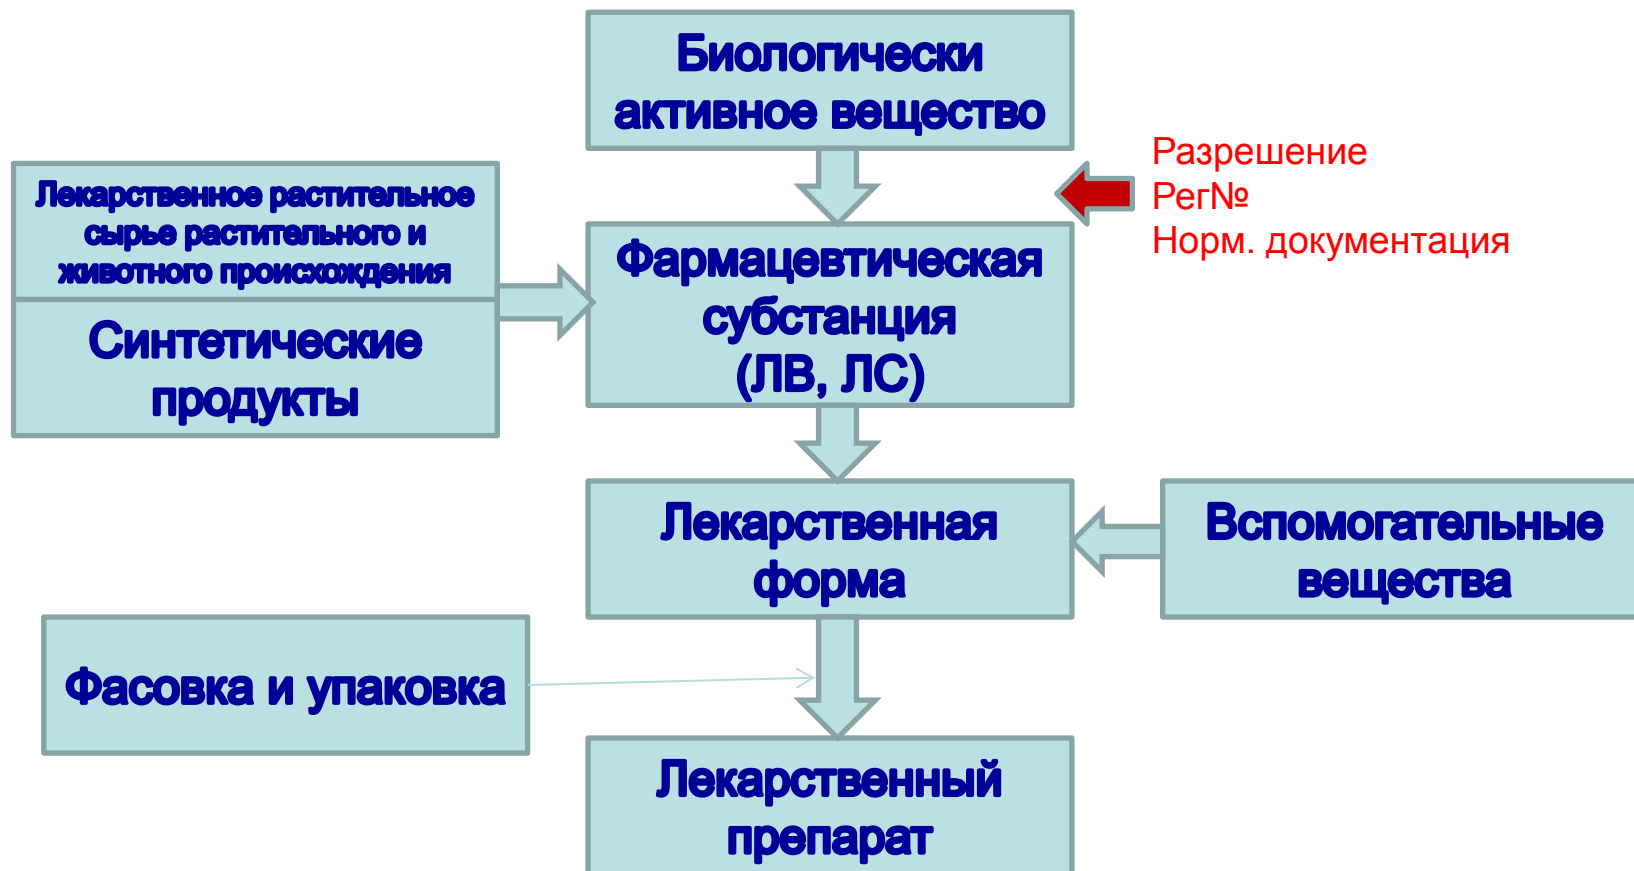 Биологически
активное вещество
Разрешение
Рег№
Норм. документация
Лекарственное растительное
сырье растительного и
животного происхождения
Синтетические
продукты
Фармацевтическая
субстанция
(ЛВ, ЛС)
Лекарственная
форма
Вспомогательные
вещества
Фасовка и упаковка
Лекарственный
препарат